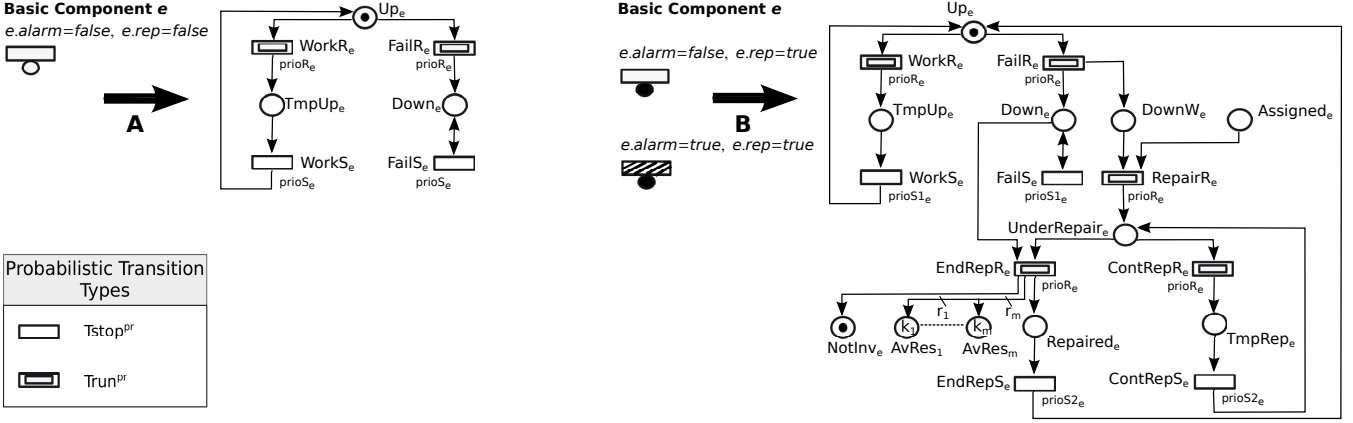 Basic Component e
e.alarm=false, e.rep=false
A
Up_e
WorkR_e
prioR_e
FailR_e
prioR_e
TmpUp_e
Down_e
WorkS_e
prioS_e
FailS_e
prioS_e
Probabilistic Transition
Types
Tstop^pr
Trun^pr
Basic Component e
e.alarm=false, e.rep=true
B
e.alarm=true, e.rep=true
Up_e
WorkR_e
prioR_e
FailR_e
prioR_e
TmpUp_e
Down_e
DownW_e
Assigned_e
WorkS_e
prioS1_e
FailS_e
prioS1_e
RepairR_e
prioR_e
UnderRepair_e
EndRepR_e
prioR_e
ContRepR_e
prioR_e
r_1
r_m
k_1
k_m
NotInv_e
AvRes_1
AvRes_m
Repaired_e
TmpRep_e
EndRepS_e
prioS2_e
ContRepS_e
prioS2_e